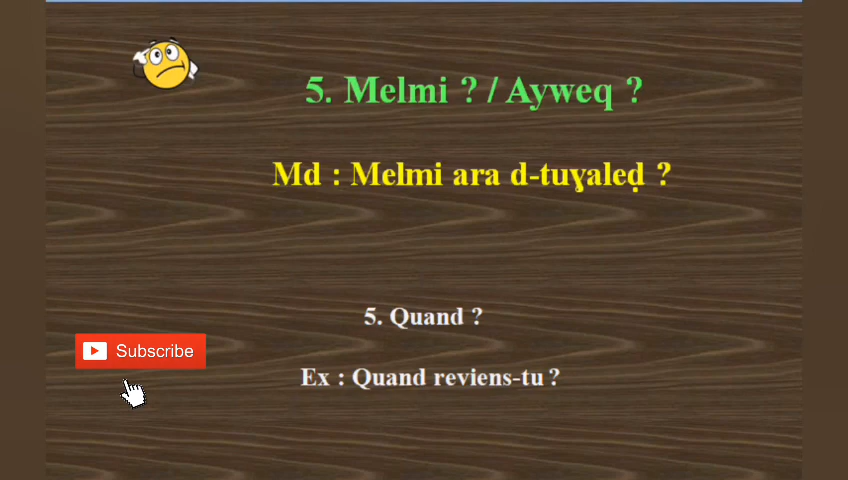 5. Melmi ? / Ayweq ?
Md : Melmi ara d-tuɣaleḍ ?
5. Quand ?
Subscribe
Ex : Quand reviens-tu ?